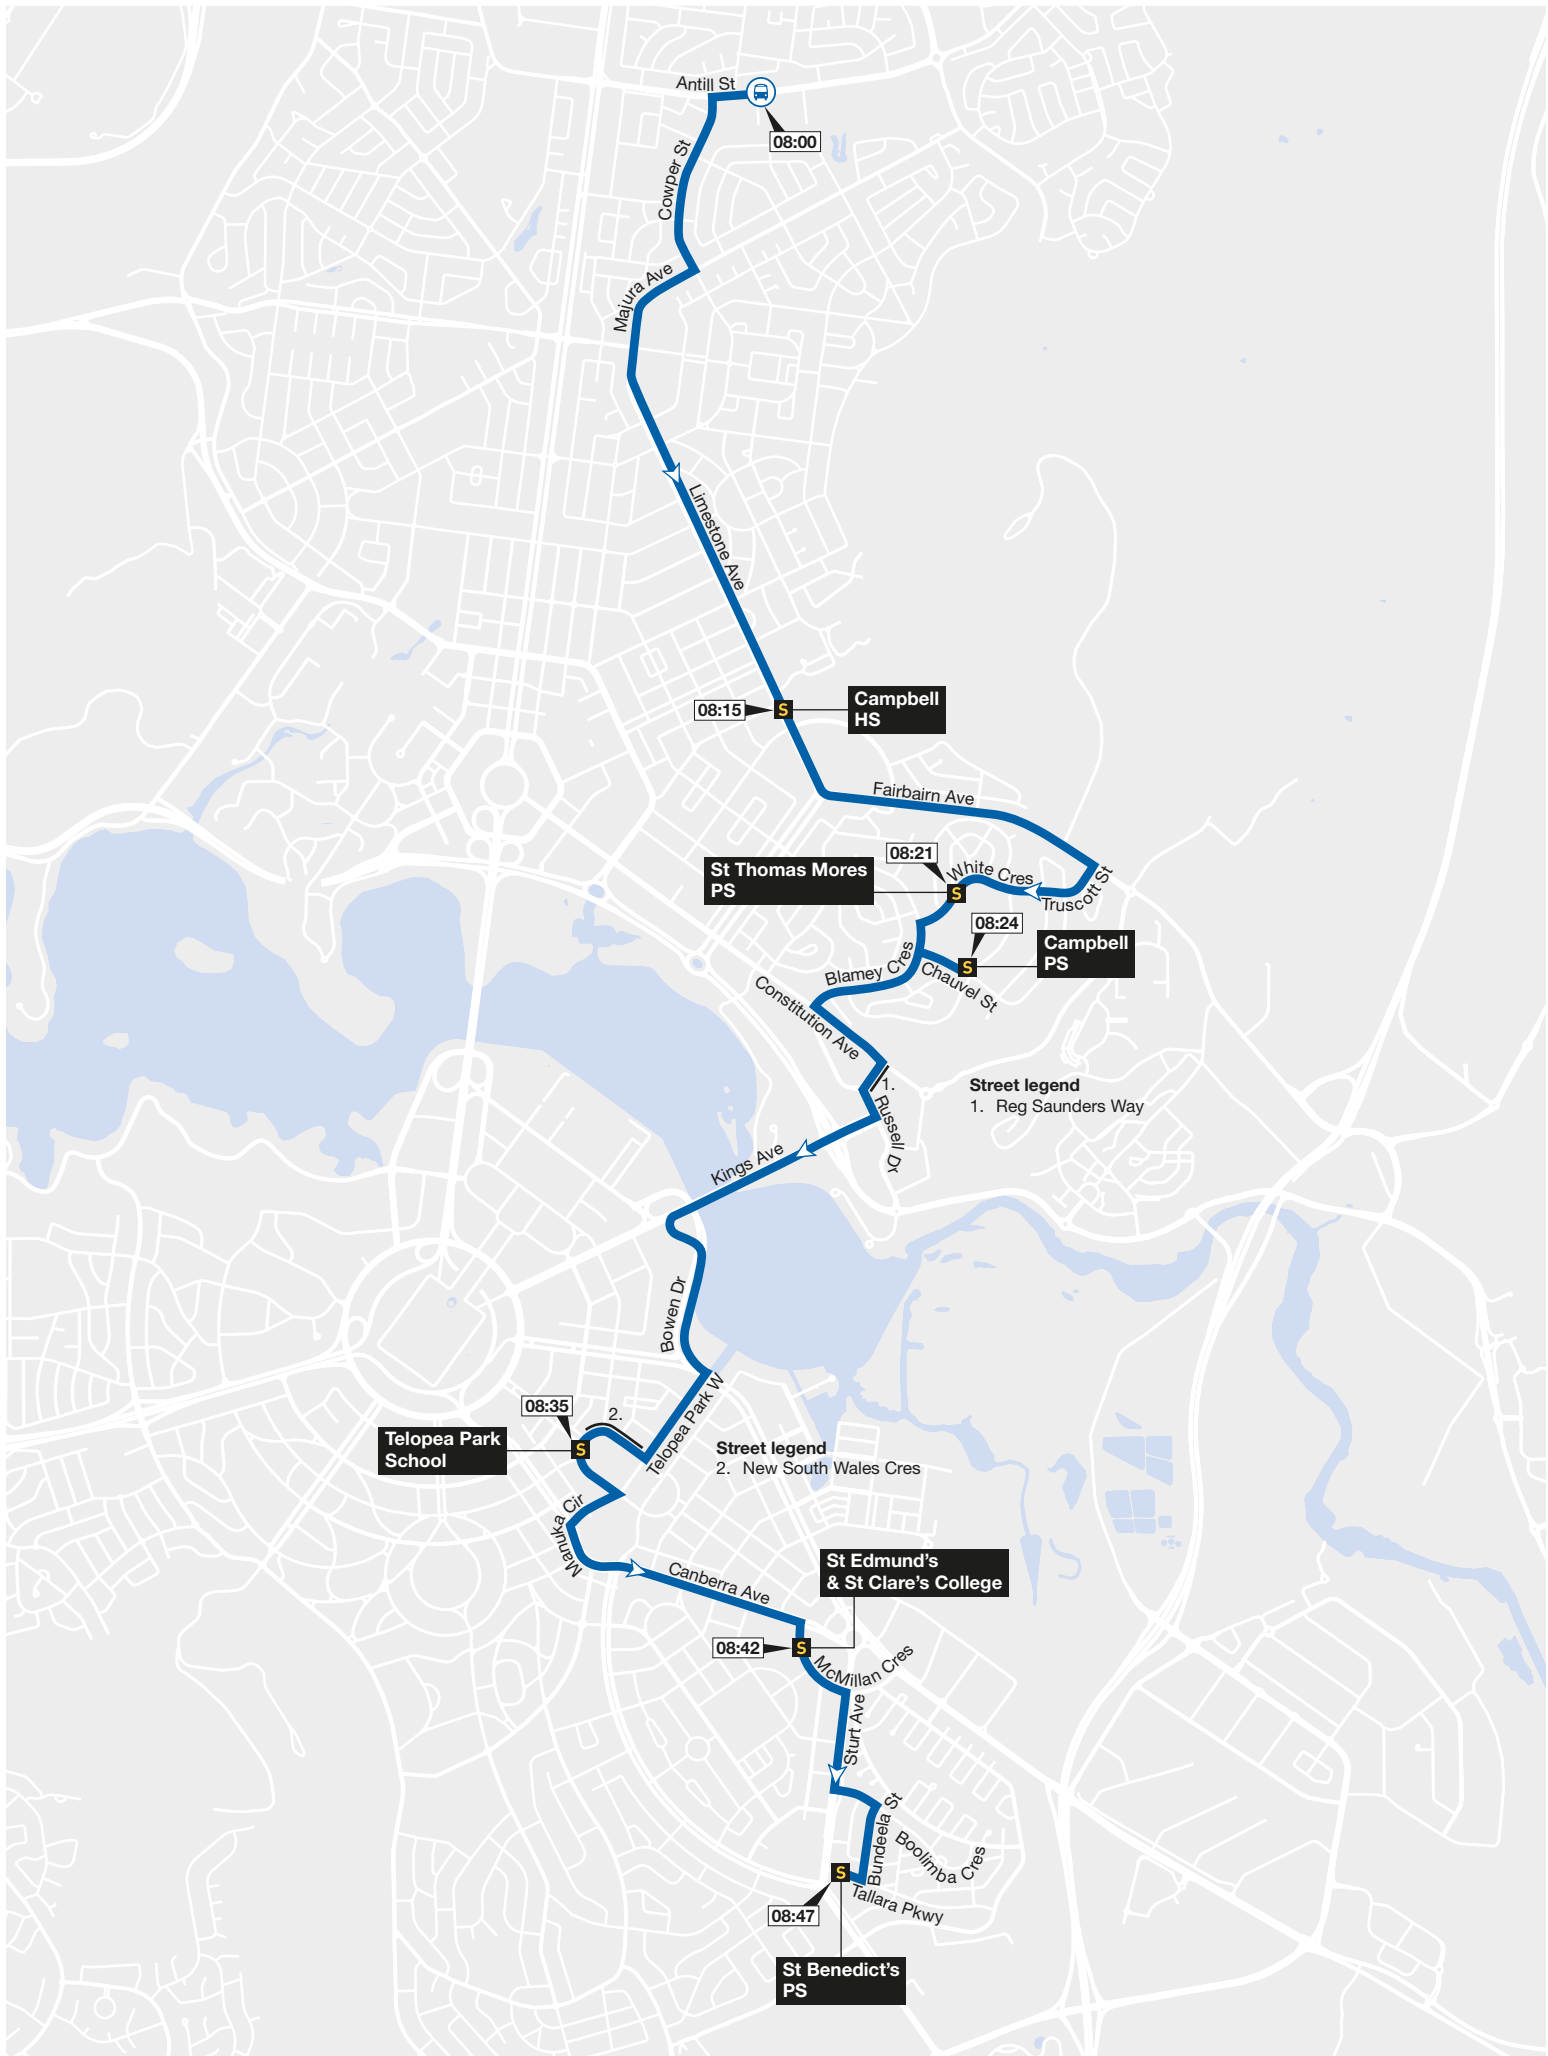 Antill St
08:00
Cowper St
Majura Ave
Limestone Ave
08:15
S
Campbell
HS
Fairbairn Ave
08:21
St Thomas Mores
PS
S
White Cres
Truscott St
08:24
S
Campbell
PS
Blamey Cres
Chauvel St
Constitution Ave
1.
Street legend
1. Reg Saunders Way
Russell Dr
Kings Ave
Bowen Dr
Telopea Park W
08:35
2.
Telopea Park
School
S
Street legend
2. New South Wales Cres
Manuka Cir
Canberra Ave
St Edmund's
& St Clare's College
08:42
S
McMillan Cres
Sturt Ave
Bundeela St
Boolimba Cres
S
Tallara Pkwy
08:47
St Benedict's
PS